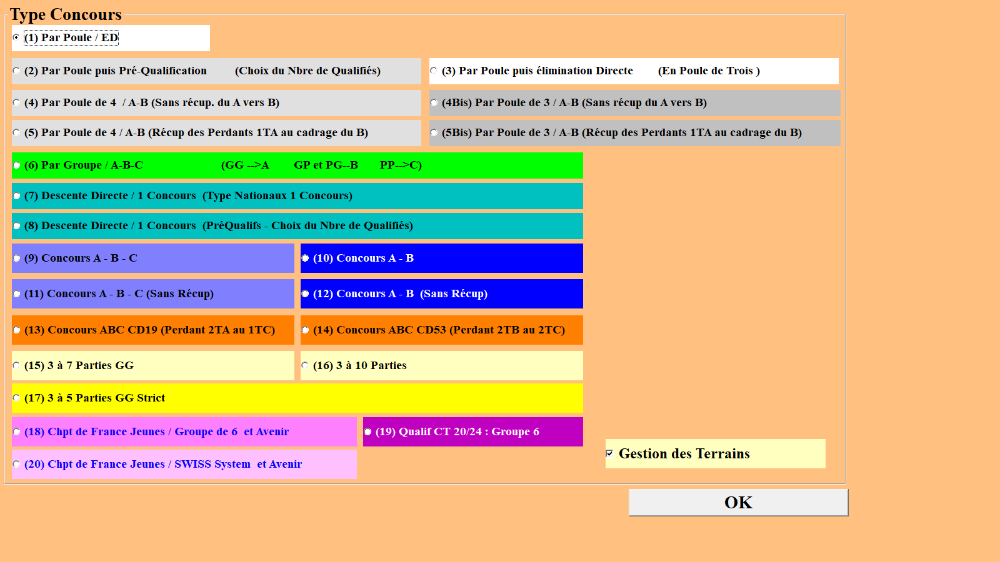 Type Concours
(1) Par Poule / ED
(2) Par Poule puis Pré-Qualification (Choix du Nbre de Qualifiés)
(3) Par Poule puis élimination Directe (En Poule de Trois )
(4) Par Poule de 4 / A-B (Sans récup. du A vers B)
(4Bis) Par Poule de 3 / A-B (Sans récup du A vers B)
(5) Par Poule de 4 / A-B (Récup des Perdants 1TA au cadrage du B)
(5Bis) Par Poule de 3 / A-B (Récup des Perdants 1TA au cadrage du B)
(6) Par Groupe / A-B-C (GG -->A GP et PG--B PP-->C)
(7) Descente Directe / 1 Concours (Type Nationaux 1 Concours)
(8) Descente Directe / 1 Concours (PréQualifs - Choix du Nbre de Qualifiés)
(9) Concours A - B - C
(10) Concours A - B
(11) Concours A - B - C (Sans Récup)
(12) Concours A - B (Sans Récup)
(13) Concours ABC CD19 (Perdant 2TA au 1TC)
(14) Concours ABC CD53 (Perdant 2TB au 2TC)
(15) 3 à 7 Parties GG
(16) 3 à 10 Parties
(17) 3 à 5 Parties GG Strict
(18) Chpt de France Jeunes / Groupe de 6 et Avenir
(19) Qualif CT 20/24 : Groupe 6
(20) Chpt de France Jeunes / SWISS System et Avenir
Gestion des Terrains
OK